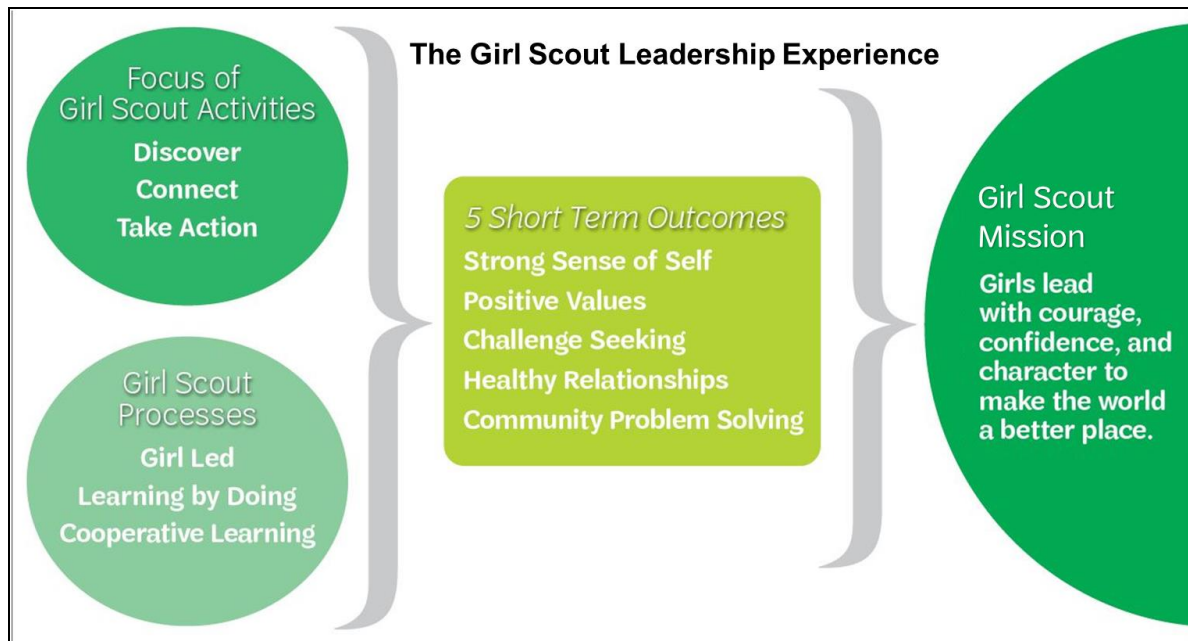 The Girl Scout Leadership Experience
Focus of
Girl Scout Activities
Discover
Connect
Take Action
Girl Scout
Processes
Girl Led
Learning by Doing
Cooperative Learning
5 Short Term Outcomes
Strong Sense of Self
Positive Values
Challenge Seeking
Healthy Relationships
Community Problem Solving
Girl Scout
Mission
Girls lead
with courage,
confidence, and
character to
make the world
a better place.